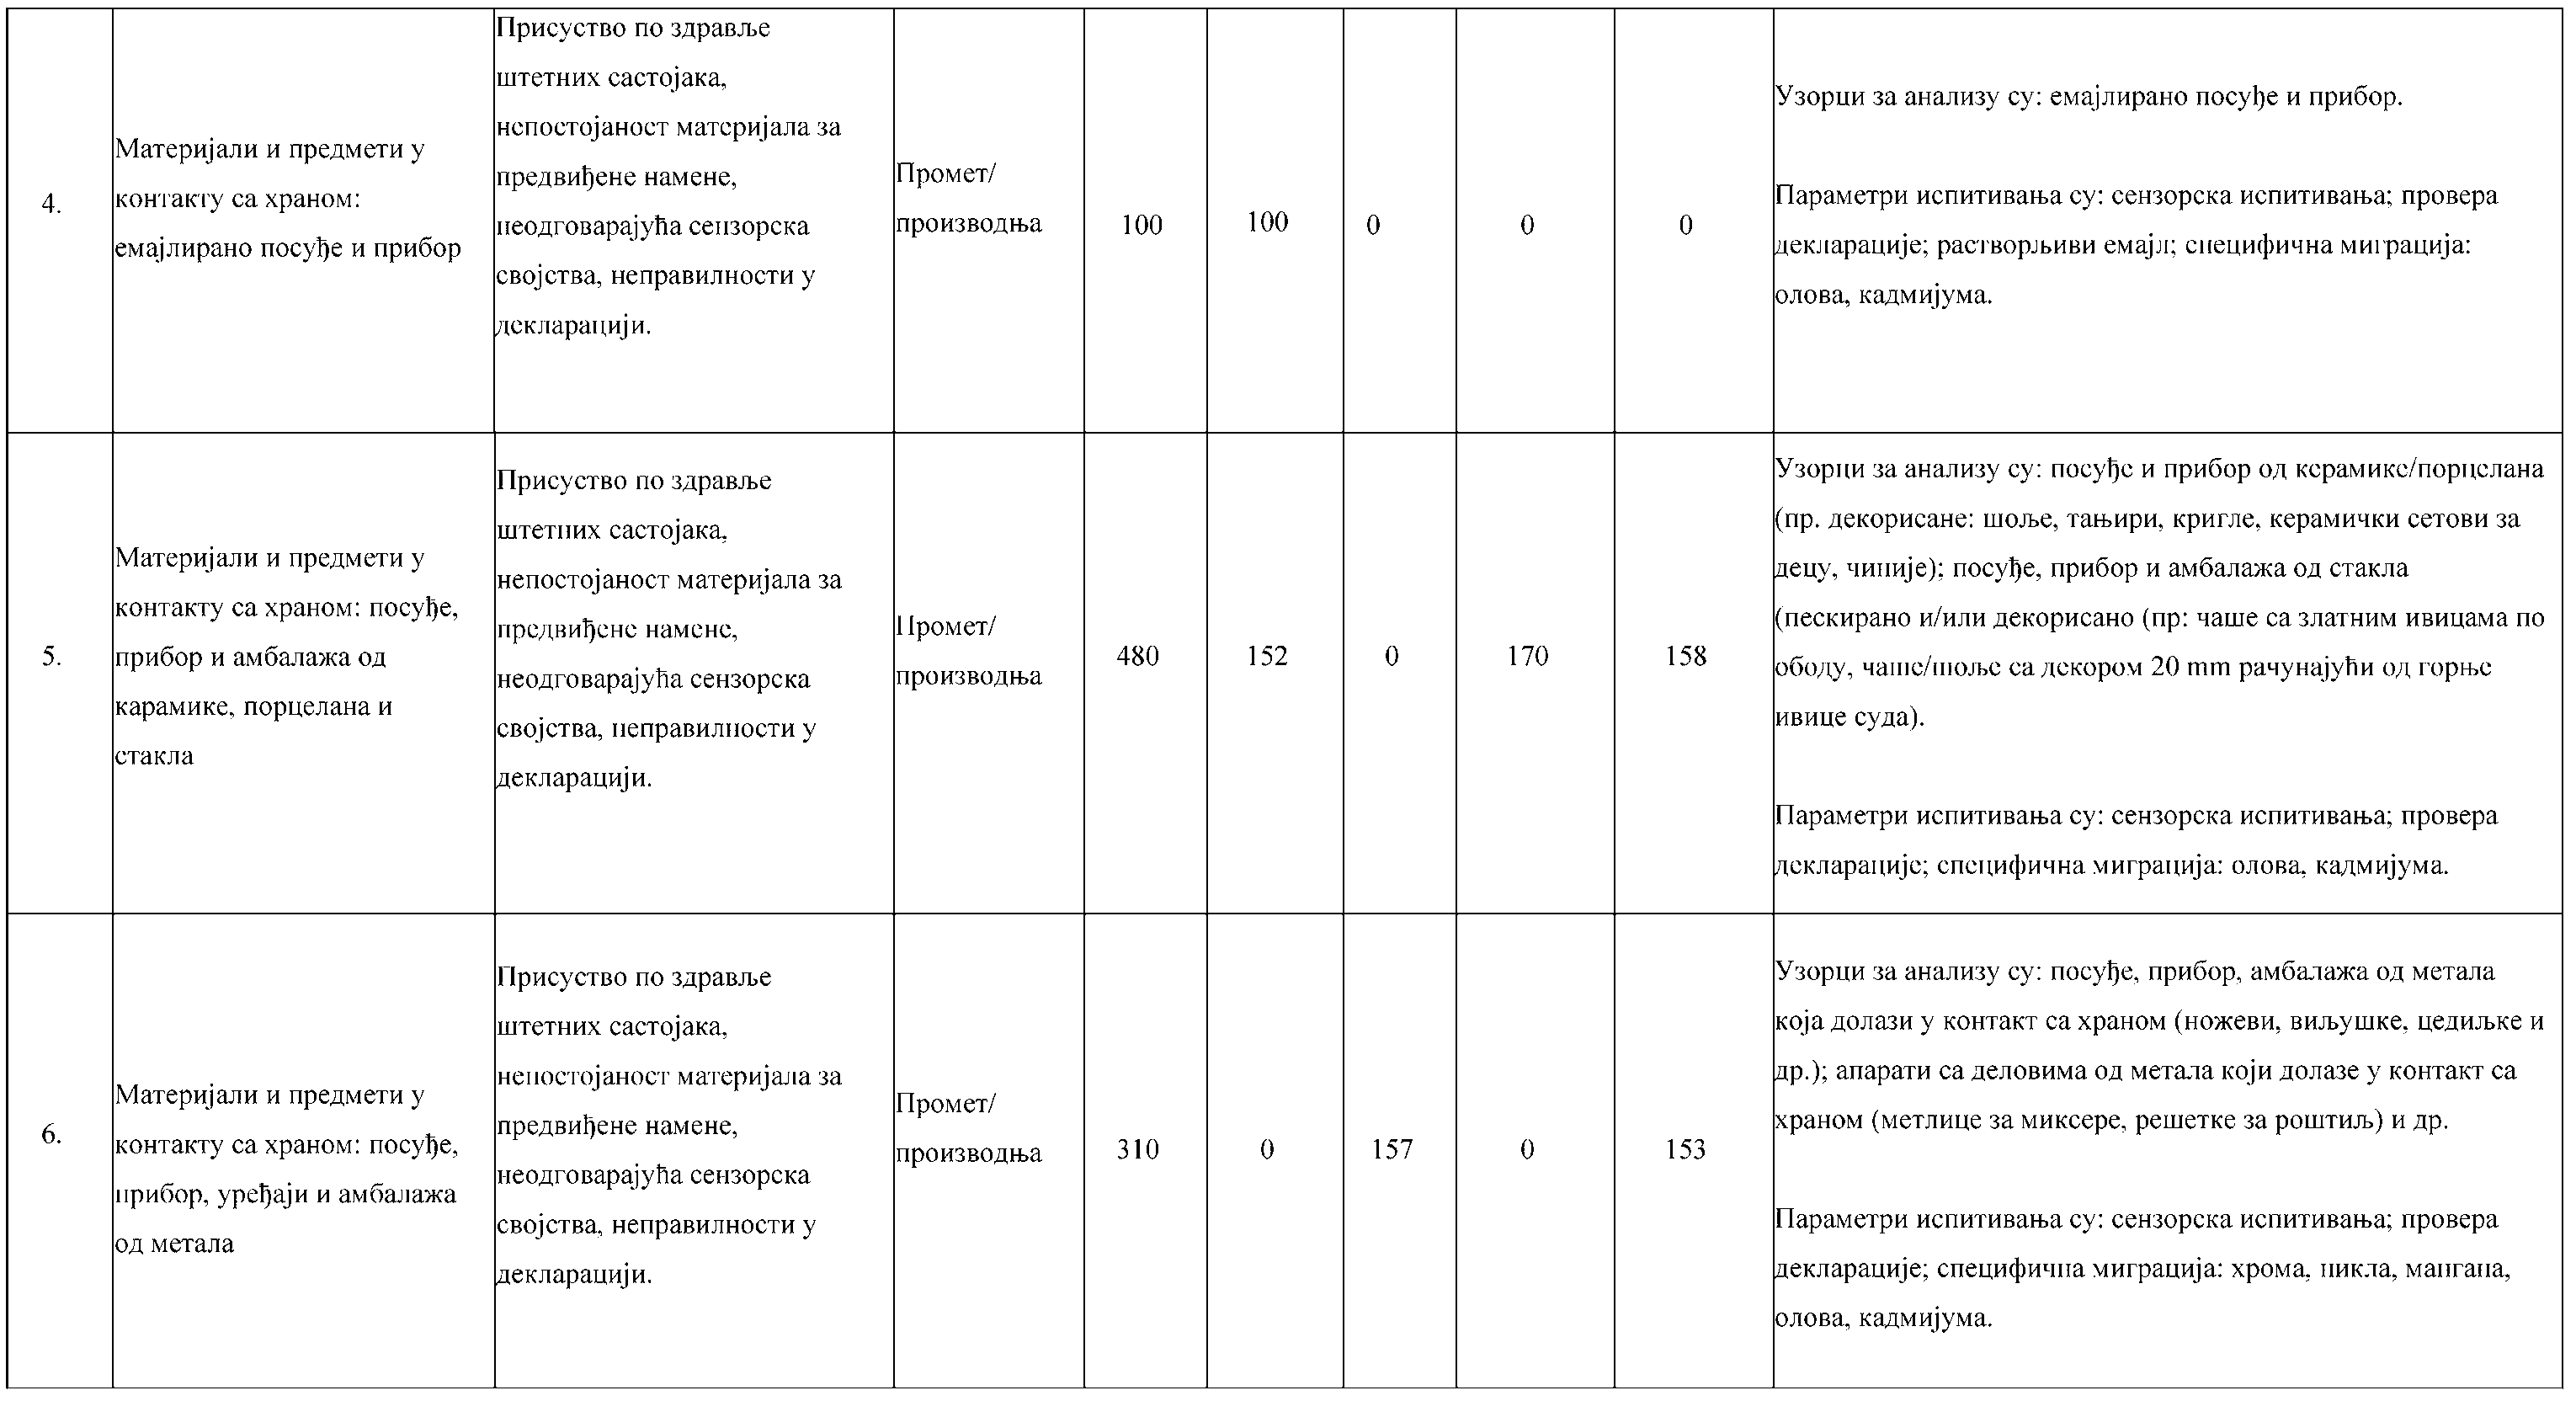 4.
Материјали и предмети у
контакту са храном:
емајлирано посуђе и прибор
Присуство по здравље
штетних састојака,
непостојаност материјала за
предвиђене намене,
неодговарајућа сензорска
својства, неправилности у
декларацији.
Промет/
производња
100
100
0
0
0
Узорци за анализу су: емајлирано посуђе и прибор.
Параметри испитивања су: сензорска испитивања; провера
декларације; растворљиви емајл; специфична миграција:
олова, кадмијума.
5.
Материјали и предмети у
контакту са храном: посуђе,
прибор и амбалажа од
карамике, порцелана и
стакла
Присуство по здравље
штетних састојака,
непостојаност материјала за
предвиђене намене,
неодговарајућа сензорска
својства, неправилности у
декларацији.
Промет/
производња
480
152
0
170
158
Узорци за анализу су: посуђе и прибор од керамике/порцелана
(пр. декорисане: шоље, тањири, кригле, керамички сетови за
децу, чиније); посуђе, прибор и амбалажа од стакла
(пескирано и/или декорисано (пр: чаше са златним ивицама по
ободу, чаше/шоље са декором 20 mm рачунајући од горње
ивице суда).
Параметри испитивања су: сензорска испитивања; провера
декларације; специфична миграција: олова, кадмијума.
6.
Материјали и предмети у
контакту са храном: посуђе,
прибор, уређаји и амбалажа
од метала
Присуство по здравље
штетних састојака,
непостојаност материјала за
предвиђене намене,
неодговарајућа сензорска
својства, неправилности у
декларацији.
Промет/
производња
310
0
157
0
153
Узорци за анализу су: посуђе, прибор, амбалажа од метала
која долази у контакт са храном (ножеви, виљушке, цедиљке и
др.); апарати са деловима од метала који долазе у контакт са
храном (метлице за миксере, решетке за роштиљ) и др.
Параметри испитивања су: сензорска испитивања; провера
декларације; специфична миграција: хрома, никла, мангана,
олова, кадмијума.